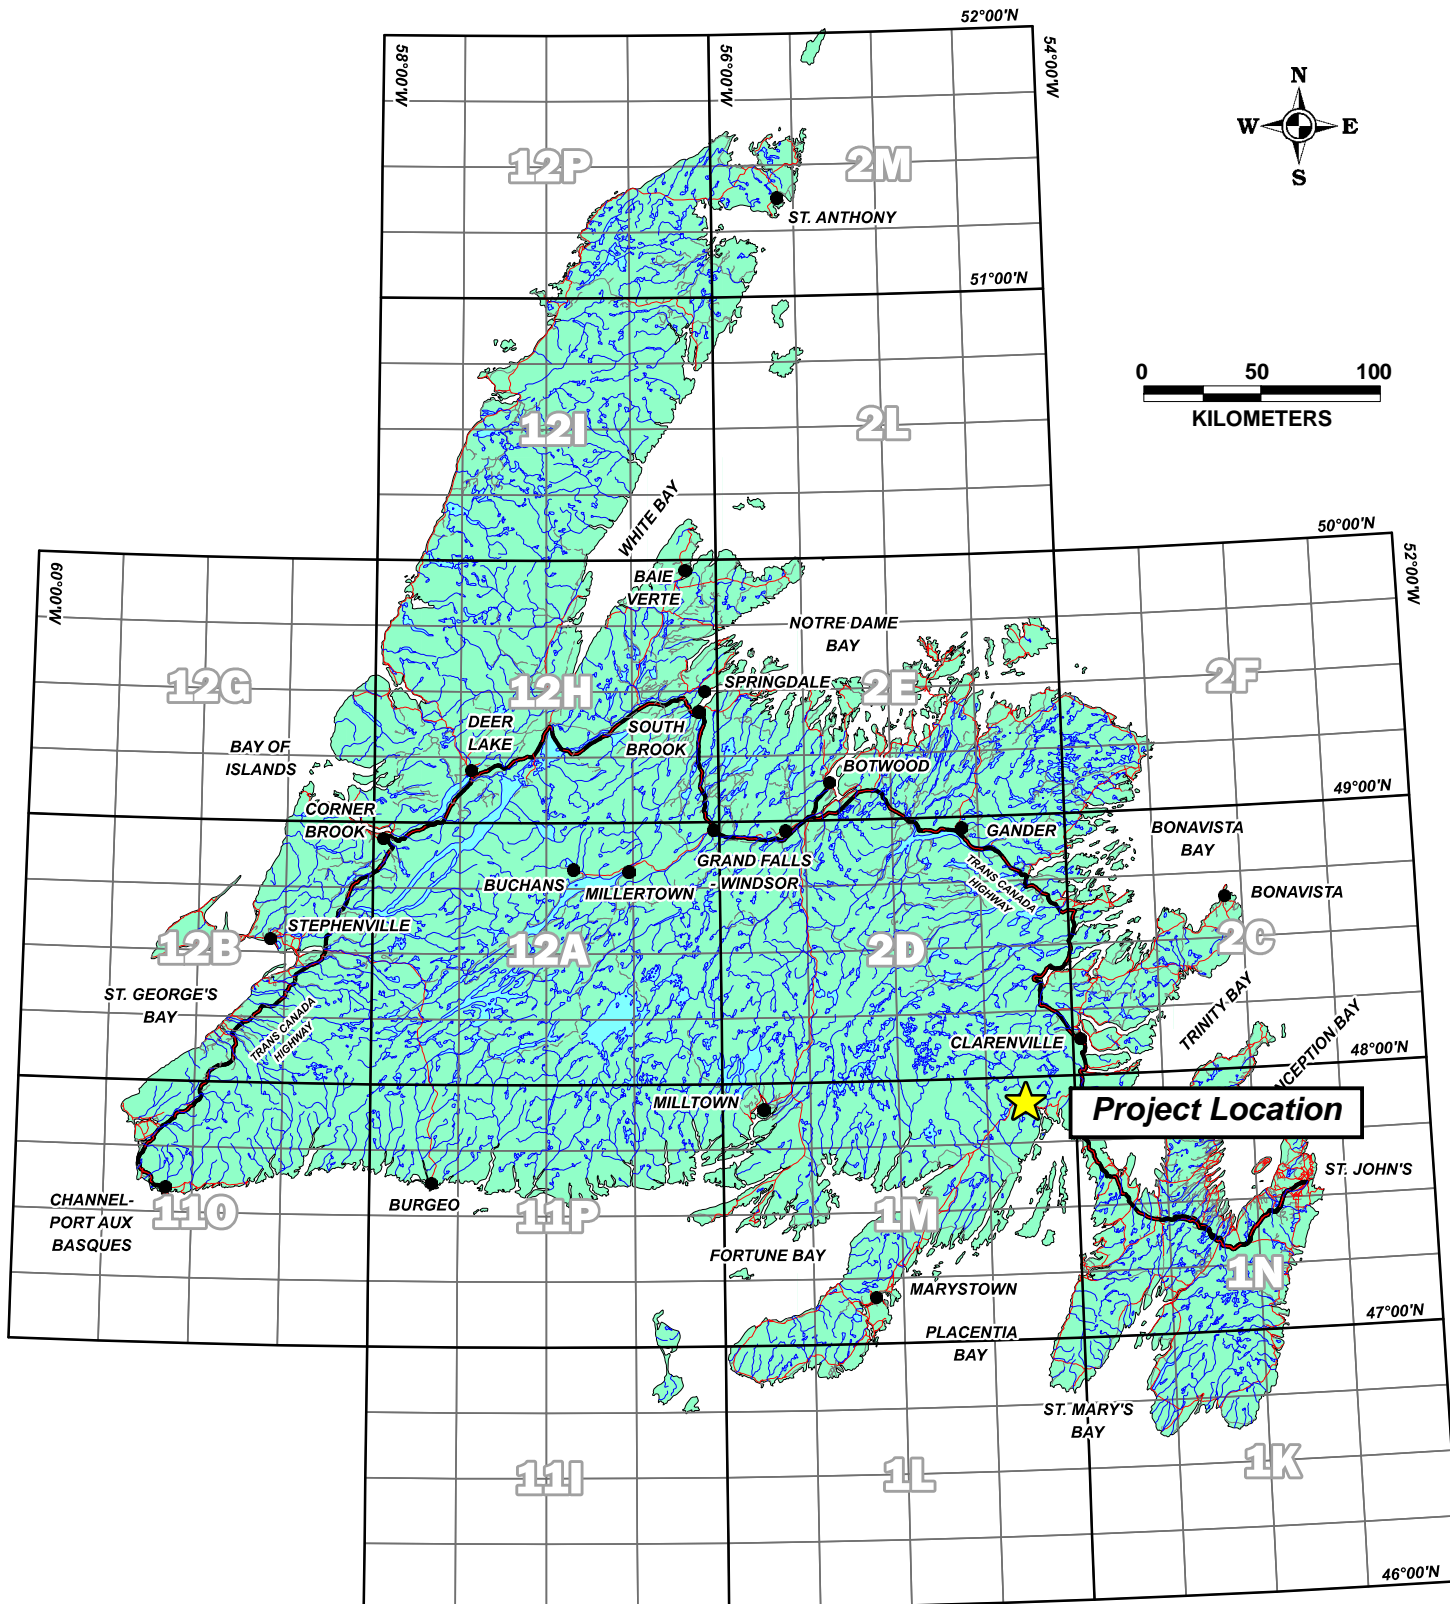 52°00'N
58°00'W
56°00'W
54°00'W
N
W
E
S
12P
2M
ST. ANTHONY
51°00'N
0 50 100
KILOMETERS
12I
2L
WHITE BAY
50°00'N
60°00'W
52°00'W
BAIE
VERTE
NOTRE DAME
BAY
12G
12H
SPRINGDALE
2E
2F
DEER
LAKE
SOUTH
BROOK
BAY OF
ISLANDS
BOTWOOD
49°00'N
CORNER
BROOK
GANDER
BONAVISTA
BAY
GRAND FALLS
- WINDSOR
BUCHANS
MILLERTOWN
TRANS CANADA
HIGHWAY
BONAVISTA
STEPHENVILLE
12B
12A
2D
2C
ST. GEORGE'S
BAY
TRANS CANADA
HIGHWAY
TRINITY BAY
CLARENVILLE
48°00'N
NCEPTION BAY
MILLTOWN
Project Location
ST. JOHN'S
CHANNEL-
PORT AUX
BASQUES
11O
BURGEO
11P
1M
FORTUNE BAY
1N
MARYSTOWN
47°00'N
PLACENTIA
BAY
ST. MARY'S
BAY
11I
1L
1K
46°00'N